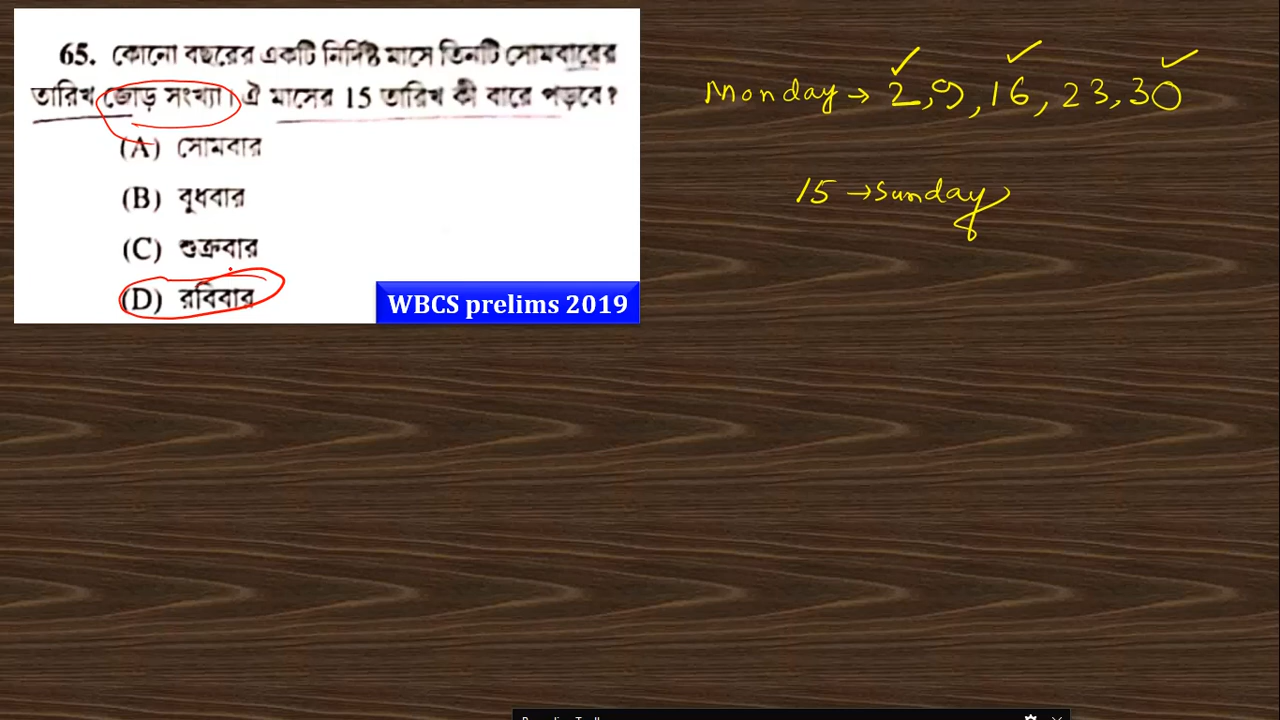 65. কোনো বছরের একটি নির্দিষ্ট মাসে তিনটি সোমবারের
তারিখ জোড় সংখ্যা। ঐ মাসের 15 তারিখ কী বারে পড়বে?
(A) সোমবার
(B) বুধবার
(C) শুক্রবার
(D) রবিবার
WBCS prelims 2019
Monday → 2, 9, 16, 23, 30
15 → Sunday